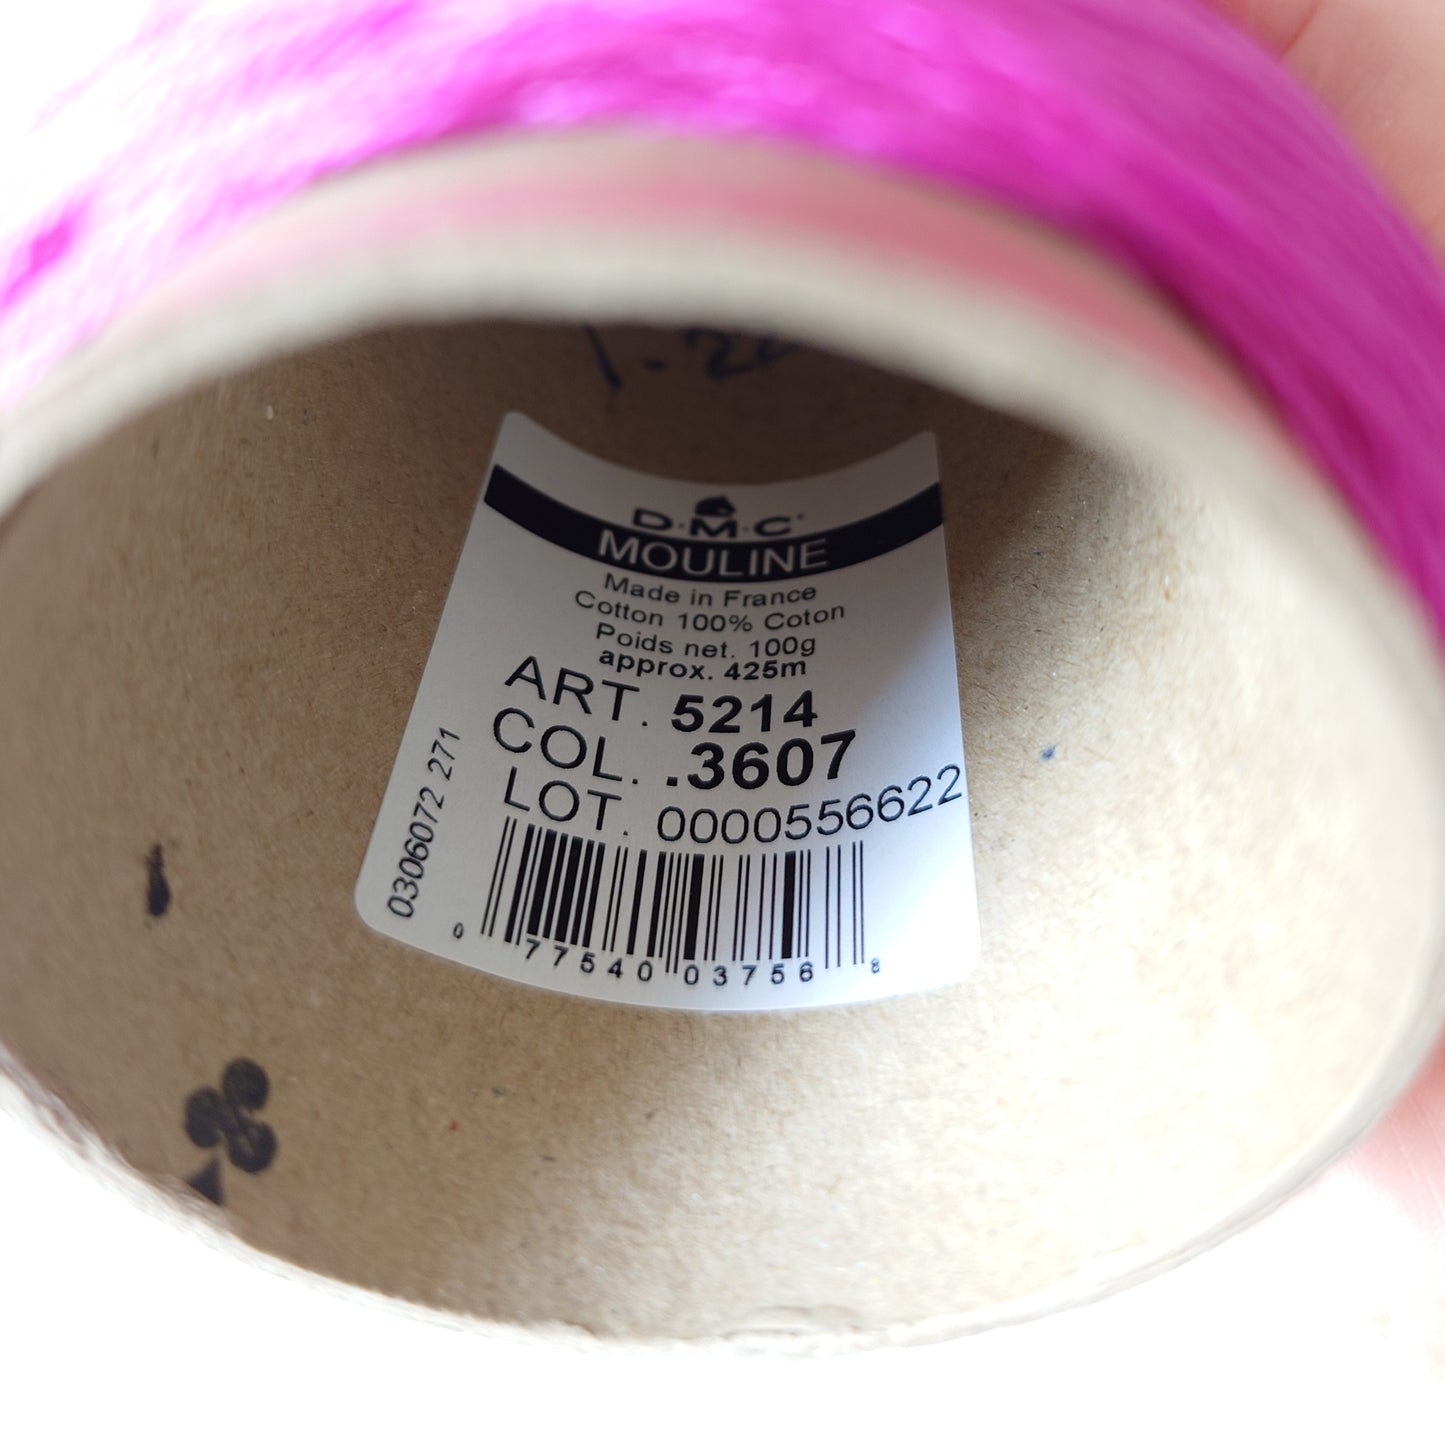 D·M·C
MOULINE
Made in France
Cotton 100% Coton
Poids net. 100g
approx. 425m
ART. 5214
COL. .3607
LOT. 0000556622
0306072 271
0 77540 03756 8